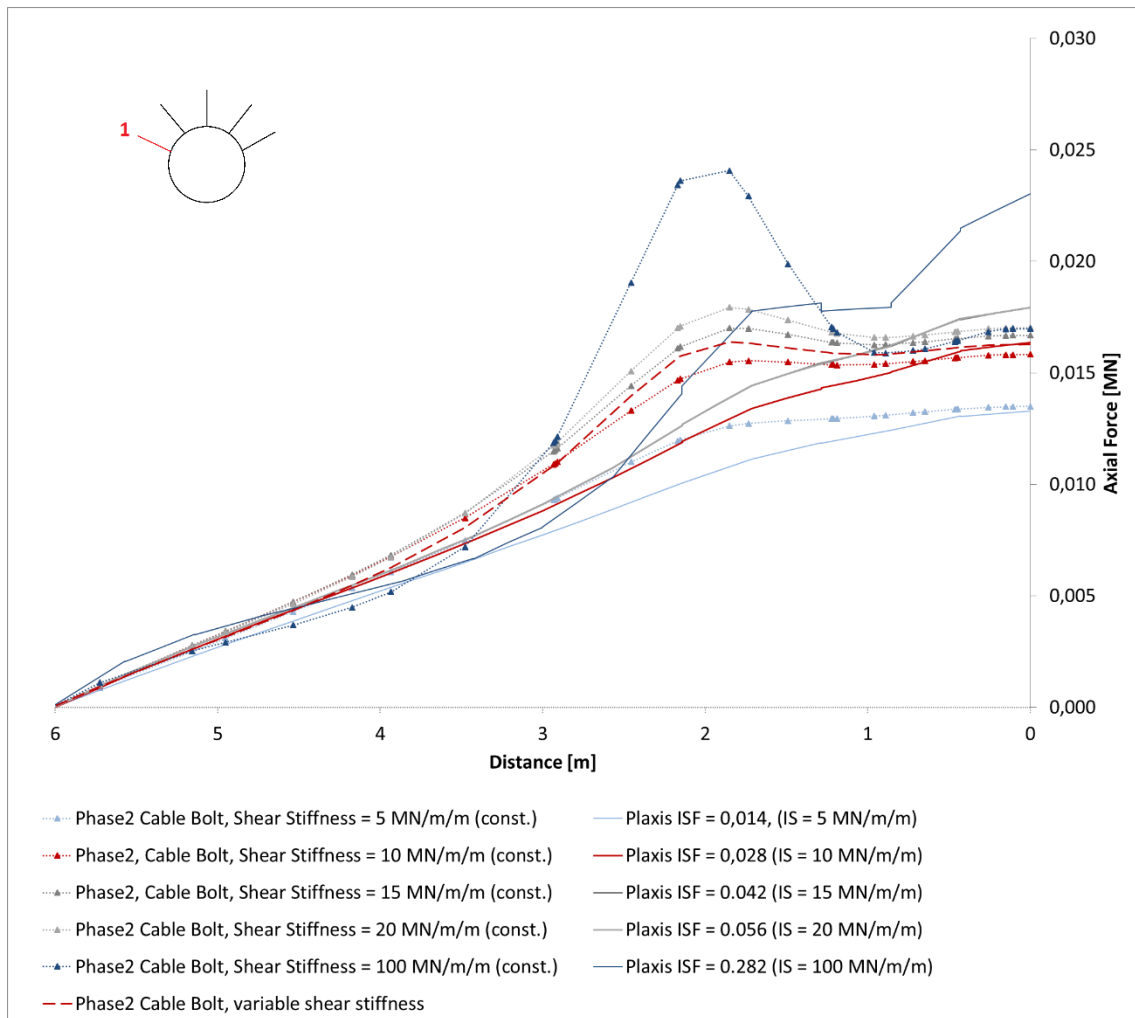 0,030
1
0,025
0,020
0,015
0,010
0,005
0,000
Axial Force [MN]
6 5 4 3 2 1 0
Distance [m]
Phase2 Cable Bolt, Shear Stiffness = 5 MN/m/m (const.)
Plaxis ISF = 0,014, (IS = 5 MN/m/m)
Phase2, Cable Bolt, Shear Stiffness = 10 MN/m/m (const.)
Plaxis ISF = 0,028 (IS = 10 MN/m/m)
Phase2, Cable Bolt, Shear Stiffness = 15 MN/m/m (const.)
Plaxis ISF = 0.042 (IS = 15 MN/m/m)
Phase2 Cable Bolt, Shear Stiffness = 20 MN/m/m (const.)
Plaxis ISF = 0.056 (IS = 20 MN/m/m)
Phase2 Cable Bolt, Shear Stiffness = 100 MN/m/m (const.)
Plaxis ISF = 0.282 (IS = 100 MN/m/m)
Phase2 Cable Bolt, variable shear stiffness